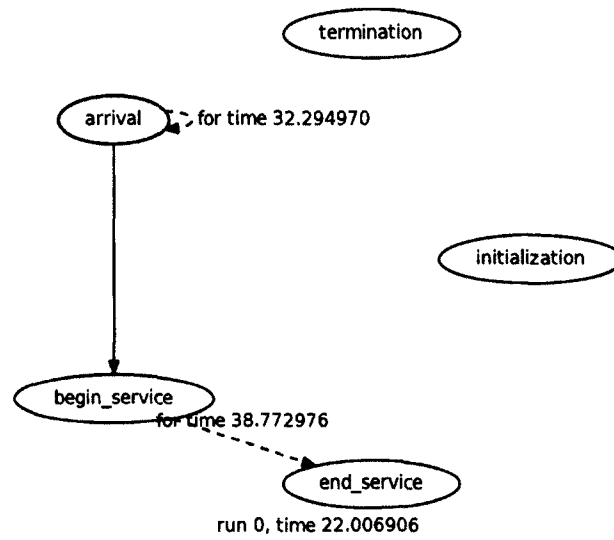 termination
arrival
for time 32.294970
initialization
begin_service
for time 38.772976
end_service
run 0, time 22.006906